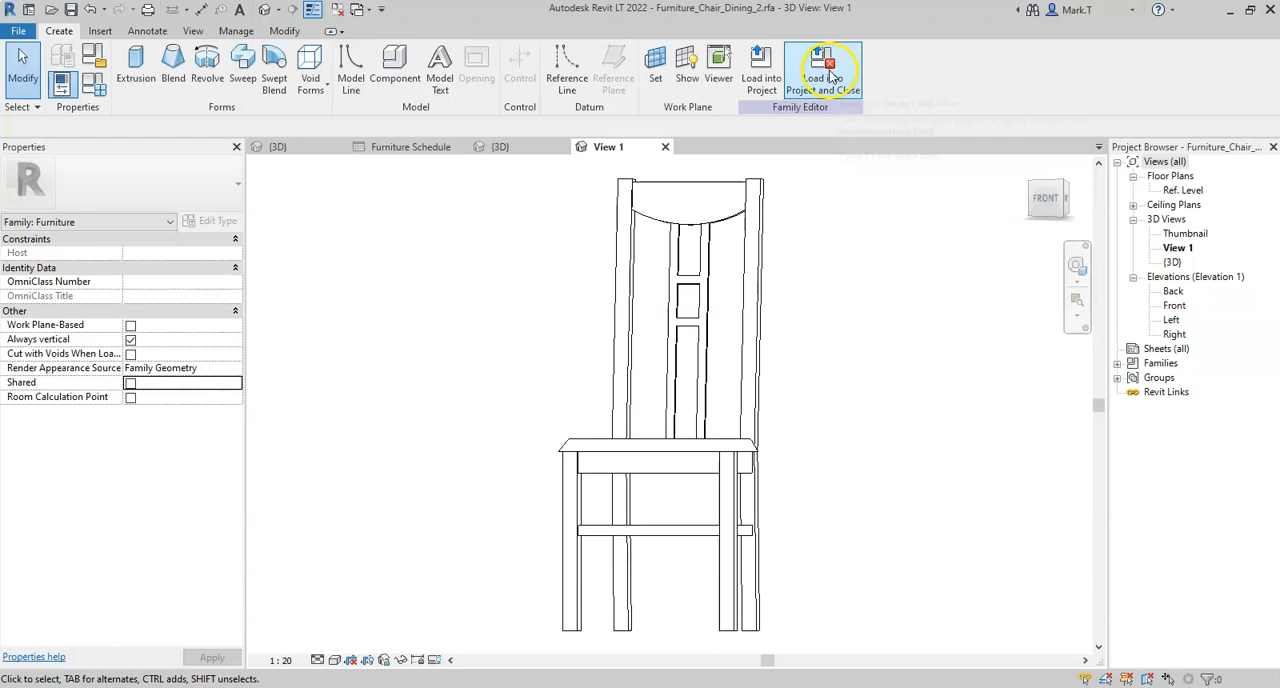 Autodesk Revit LT 2022 - Furniture_Chair_Dining_2.rfa - 3D View: View 1
Mark.T
File Create Insert Annotate View Manage Modify
Modify
Extrusion Blend Revolve Sweep Swept Blend Void Forms
Model Line Component Model Text Opening Control
Reference Line Reference Plane Set Show Viewer
Load into Project Load into Project and Close
Select Properties Forms Model Control Datum Work Plane Family Editor
Properties
{3D} Furniture Schedule {3D} View 1
Project Browser - Furniture_Chair_...
R
Family: Furniture Edit Type
Constraints
Host
Identity Data
OmniClass Number
OmniClass Title
Other
Work Plane-Based
Always vertical
Cut with Voids When Loa...
Render Appearance Source Family Geometry
Shared
Room Calculation Point
FRONT
Views (all)
Floor Plans
Ref. Level
Ceiling Plans
3D Views
Thumbnail
View 1
{3D}
Elevations (Elevation 1)
Back
Front
Left
Right
Sheets (all)
Families
Groups
Revit Links
Properties help Apply
1 : 20
Click to select, TAB for alternates, CTRL adds, SHIFT unselects.
:0